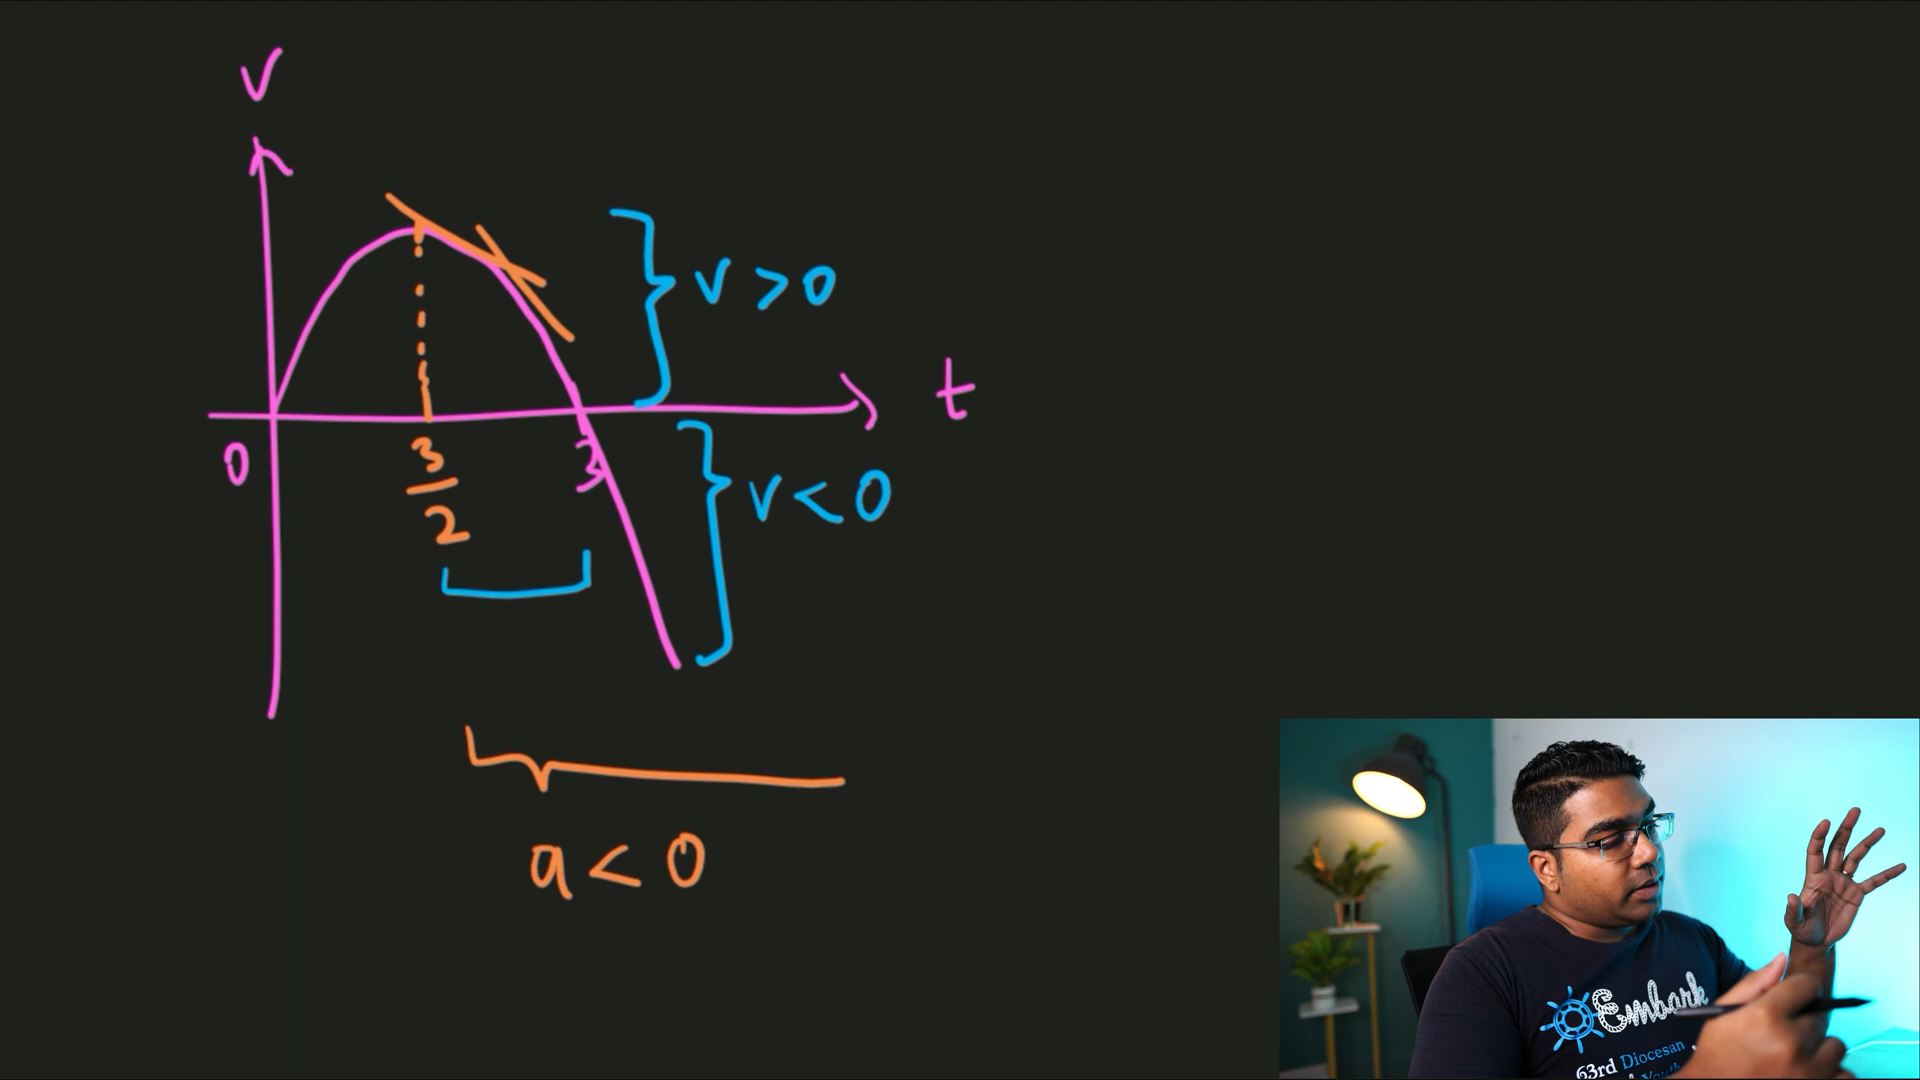 v
v > 0
t
0
3/2
3
v < 0
a < 0
Embark
63rd Diocesan